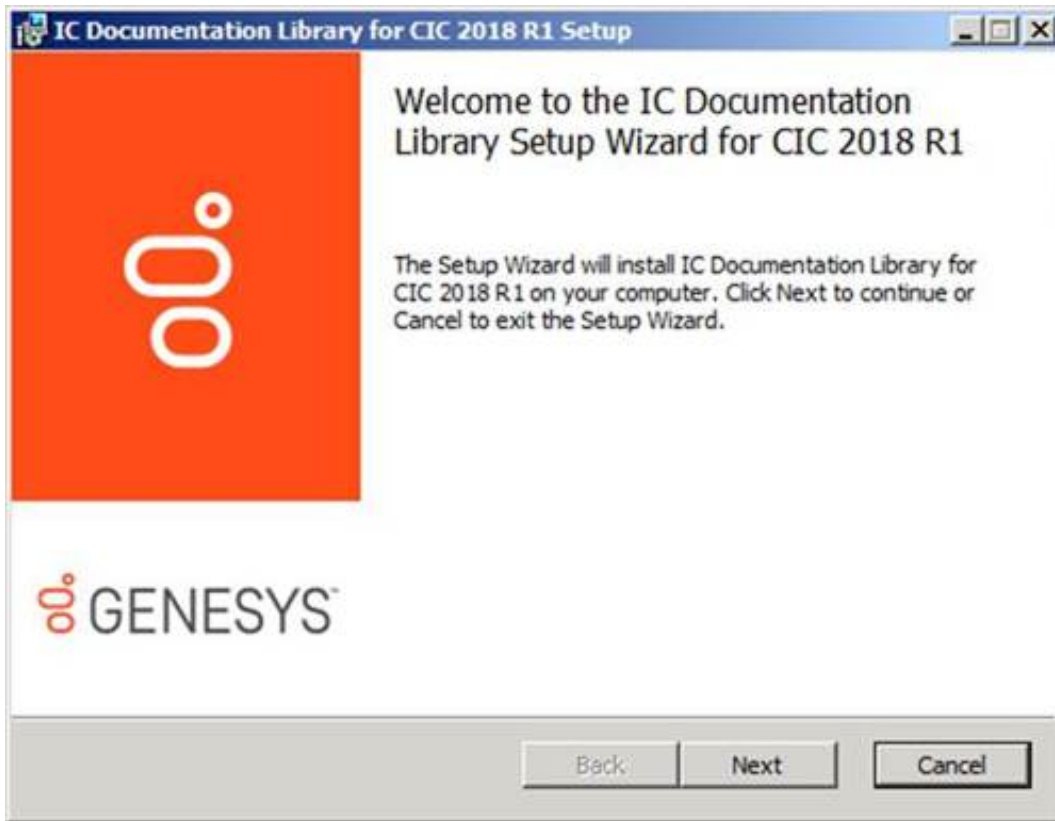 IC Documentation Library for CIC 2018 R1 Setup
Welcome to the IC Documentation
Library Setup Wizard for CIC 2018 R1
The Setup Wizard will install IC Documentation Library for
CIC 2018 R1 on your computer. Click Next to continue or
Cancel to exit the Setup Wizard.
GENESYS™
Back Next Cancel